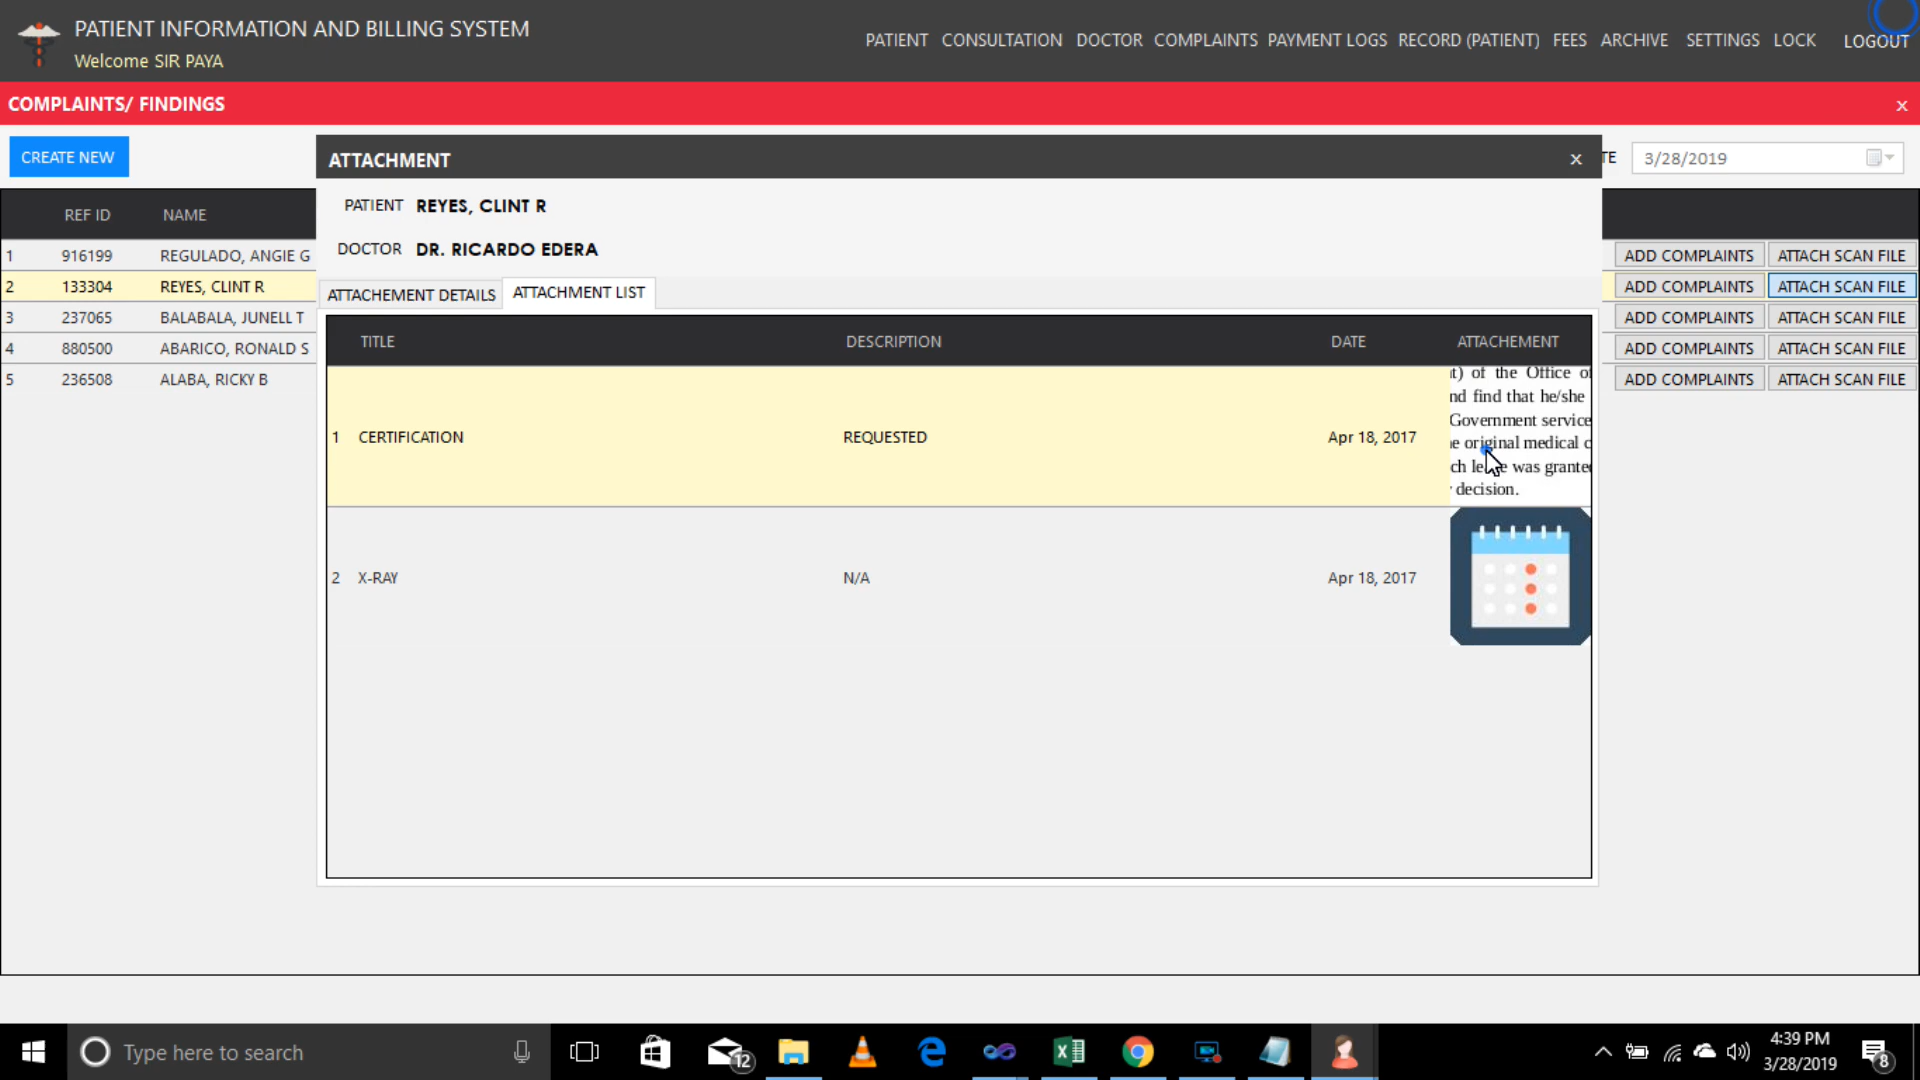 PATIENT INFORMATION AND BILLING SYSTEM
Welcome SIR PAYA
PATIENT CONSULTATION DOCTOR COMPLAINTS PAYMENT LOGS RECORD (PATIENT) FEES ARCHIVE SETTINGS LOCK LOGOUT
COMPLAINTS/ FINDINGS x
CREATE NEW
ATTACHMENT x
TE 3/28/2019
PATIENT REYES, CLINT R
DOCTOR DR. RICARDO EDERA
ATTACHEMENT DETAILS ATTACHMENT LIST
REF ID NAME
1 916199 REGULADO, ANGIE G ADD COMPLAINTS ATTACH SCAN FILE
2 133304 REYES, CLINT R ADD COMPLAINTS ATTACH SCAN FILE
3 237065 BALABALA, JUNELL T ADD COMPLAINTS ATTACH SCAN FILE
4 880500 ABARICO, RONALD S ADD COMPLAINTS ATTACH SCAN FILE
5 236508 ALABA, RICKY B ADD COMPLAINTS ATTACH SCAN FILE
TITLE DESCRIPTION DATE ATTACHEMENT
1 CERTIFICATION REQUESTED Apr 18, 2017
of the Office of
find that he/she
Government service
original medical
was
decision.
2 X-RAY N/A Apr 18, 2017
Type here to search
12
4:39 PM
3/28/2019
8